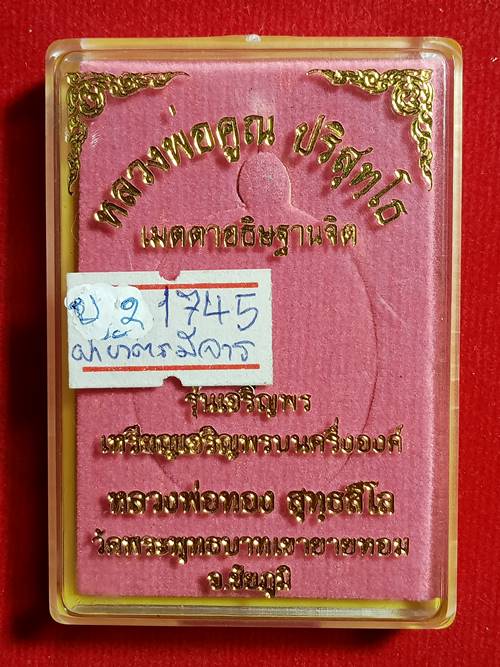 หลวงพ่อคูณ ปริสุทโธ
เมตตาอธิษฐานจิต
ป 2 1745
ฝาบาตรมีจาร
รุ่นเจริญพร
เหรียญเจริญพรบนครึ่งองค์
หลวงพ่อทอง สุทธสีโล
วัดพระพุทธบาทเขายายหอม
จ.ชัยภูมิ